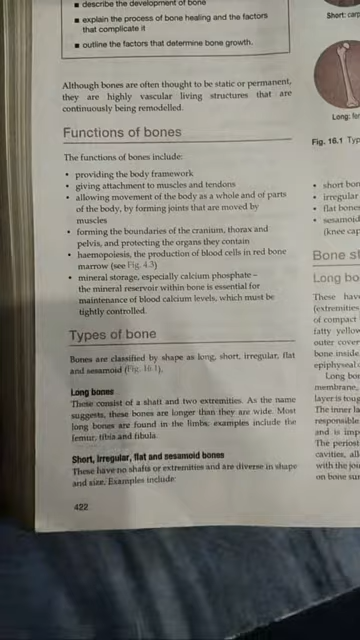 ■ describe the development of bone
■ explain the process of bone healing and the factors
that complicate it
■ outline the factors that determine bone growth.
Although bones are often thought to be static or permanent,
they are highly vascular living structures that are
continuously being remodelled.
Functions of bones
The functions of bones include:
• providing the body framework
• giving attachment to muscles and tendons
• allowing movement of the body as a whole and of parts
of the body, by forming joints that are moved by
muscles
• forming the boundaries of the cranium, thorax and
pelvis, and protecting the organs they contain
• haemopoiesis, the production of blood cells in red bone
marrow (see Fig. 4.3)
• mineral storage, especially calcium phosphate –
the mineral reservoir within bone is essential for
maintenance of blood calcium levels, which must be
tightly controlled.
Types of bone
Bones are classified by shape as long, short, irregular, flat
and sesamoid (Fig. 16.1).
Long bones
These consist of a shaft and two extremities. As the name
suggests, these bones are longer than they are wide. Most
long bones are found in the limbs; examples include the
femur, tibia and fibula.
Short, irregular, flat and sesamoid bones
These have no shafts or extremities and are diverse in shape
and size. Examples include:
422
Short: carp
Long: fe
Fig. 16.1 Typ
• short bon
• irregular
• flat bones
• sesamoid
(knee cap
Bone st
Long bo
These have
(extremities
of compact
fatty yellow
outer cover
bone inside
epiphyseal c
Long bon
membrane,
layer is toug
The inner la
responsible
and is imp
The periost
cavities, all
with the joi
on bone sur